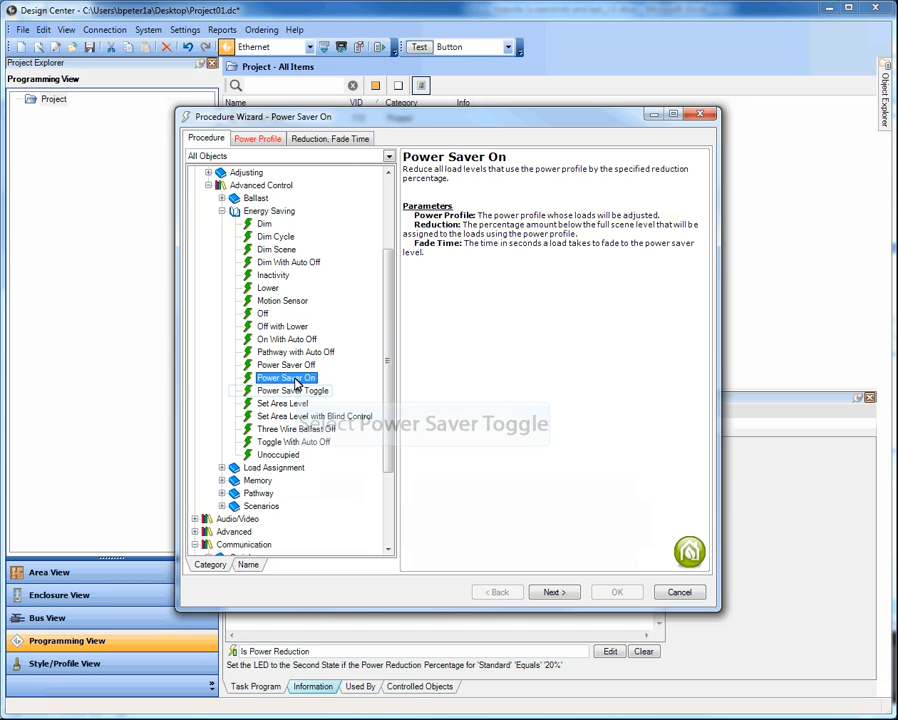 Design Center - C:\Users\bpeter1a\Desktop\Project01.dc*
File Edit View Connection System Settings Reports Ordering Help
Ethernet Test Button
Project Explorer
Project - All Items
Programming View
Project
Name VID Category Info
Object Explorer
Procedure Wizard - Power Saver On
Procedure Power Profile Reduction, Fade Time
All Objects
Adjusting
Advanced Control
Ballast
Energy Saving
Dim
Dim Cycle
Dim Scene
Dim With Auto Off
Inactivity
Lower
Motion Sensor
Off
Off with Lower
On With Auto Off
Pathway with Auto Off
Power Saver Off
Power Saver On
Power Saver Toggle
Set Area Level
Set Area Level with Blind Control
Three Wire Ballast Off
Toggle With Auto Off
Unoccupied
Load Assignment
Memory
Pathway
Scenarios
Audio/Video
Advanced
Communication
Category Name
Power Saver On
Reduce all load levels that use the power profile by the specified reduction
percentage.
Parameters
Power Profile: The power profile whose loads will be adjusted.
Reduction: The percentage amount below the full scene level that will be
assigned to the loads using the power profile.
Fade Time: The time in seconds a load takes to fade to the power saver
level.
Select Power Saver Toggle
< Back Next > OK Cancel
Area View
Enclosure View
Bus View
Programming View
Style/Profile View
Is Power Reduction Edit Clear
Set the LED to the Second State if the Power Reduction Percentage for 'Standard' 'Equals' '20%'
Task Program Information Used By Controlled Objects